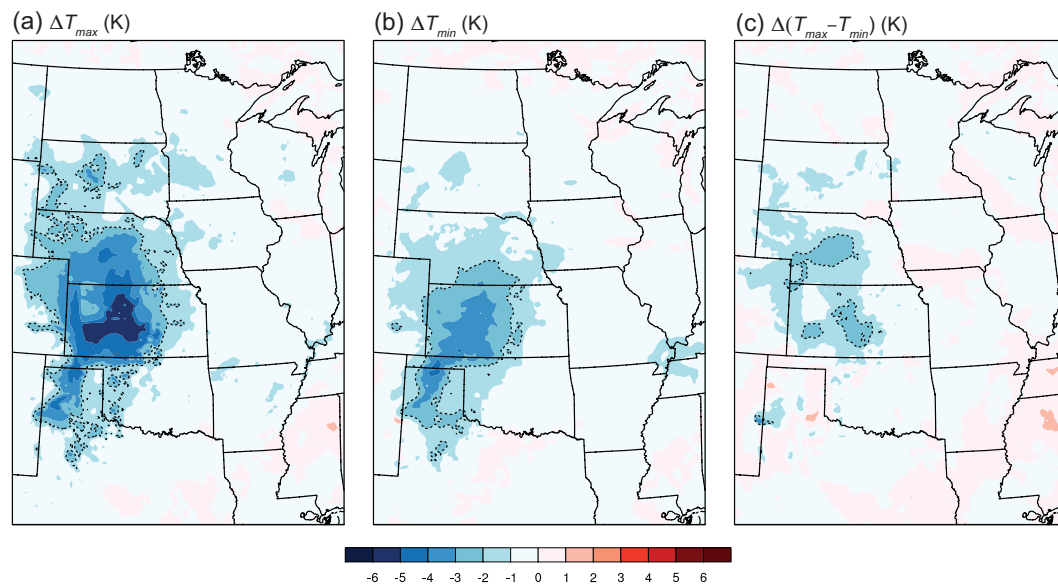 (a) ΔTmax (K)
(b) ΔTmin (K)
(c) Δ(Tmax−Tmin) (K)
-6 -5 -4 -3 -2 -1 0 1 2 3 4 5 6